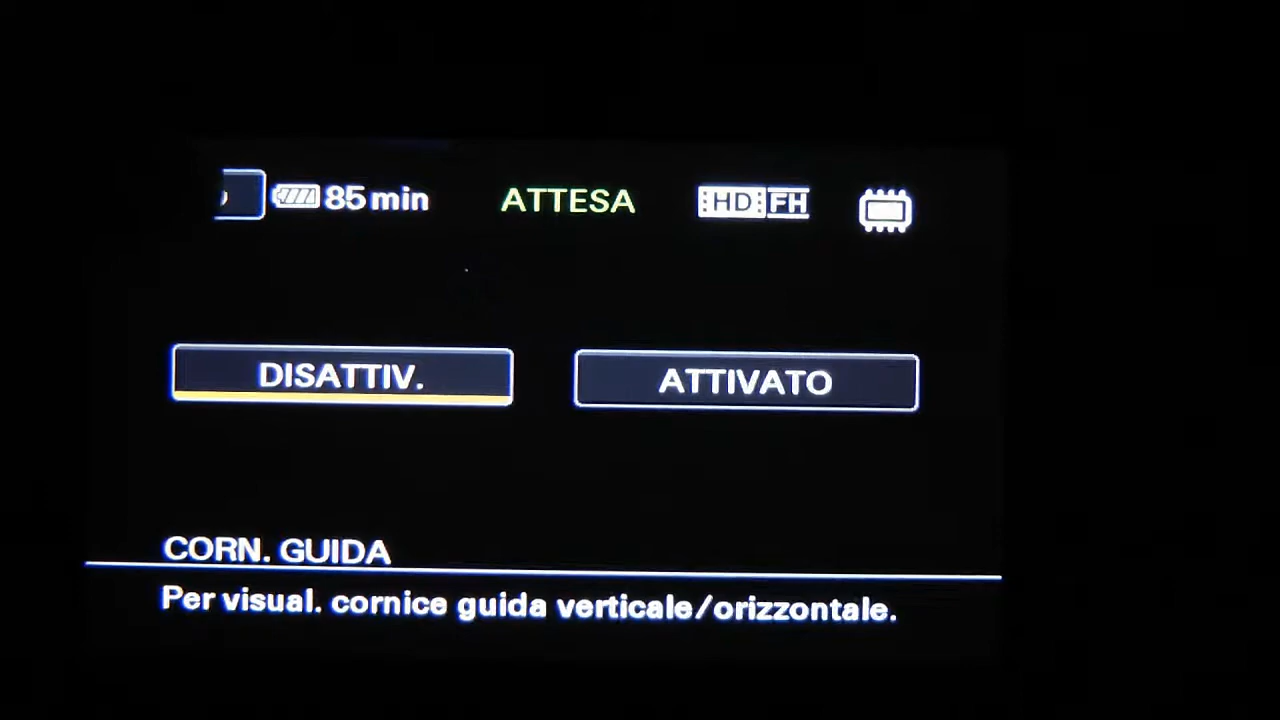 85 min ATTESA HD FH
DISATTIV. ATTIVATO
CORN. GUIDA
Per visual. cornice guida verticale/orizzontale.